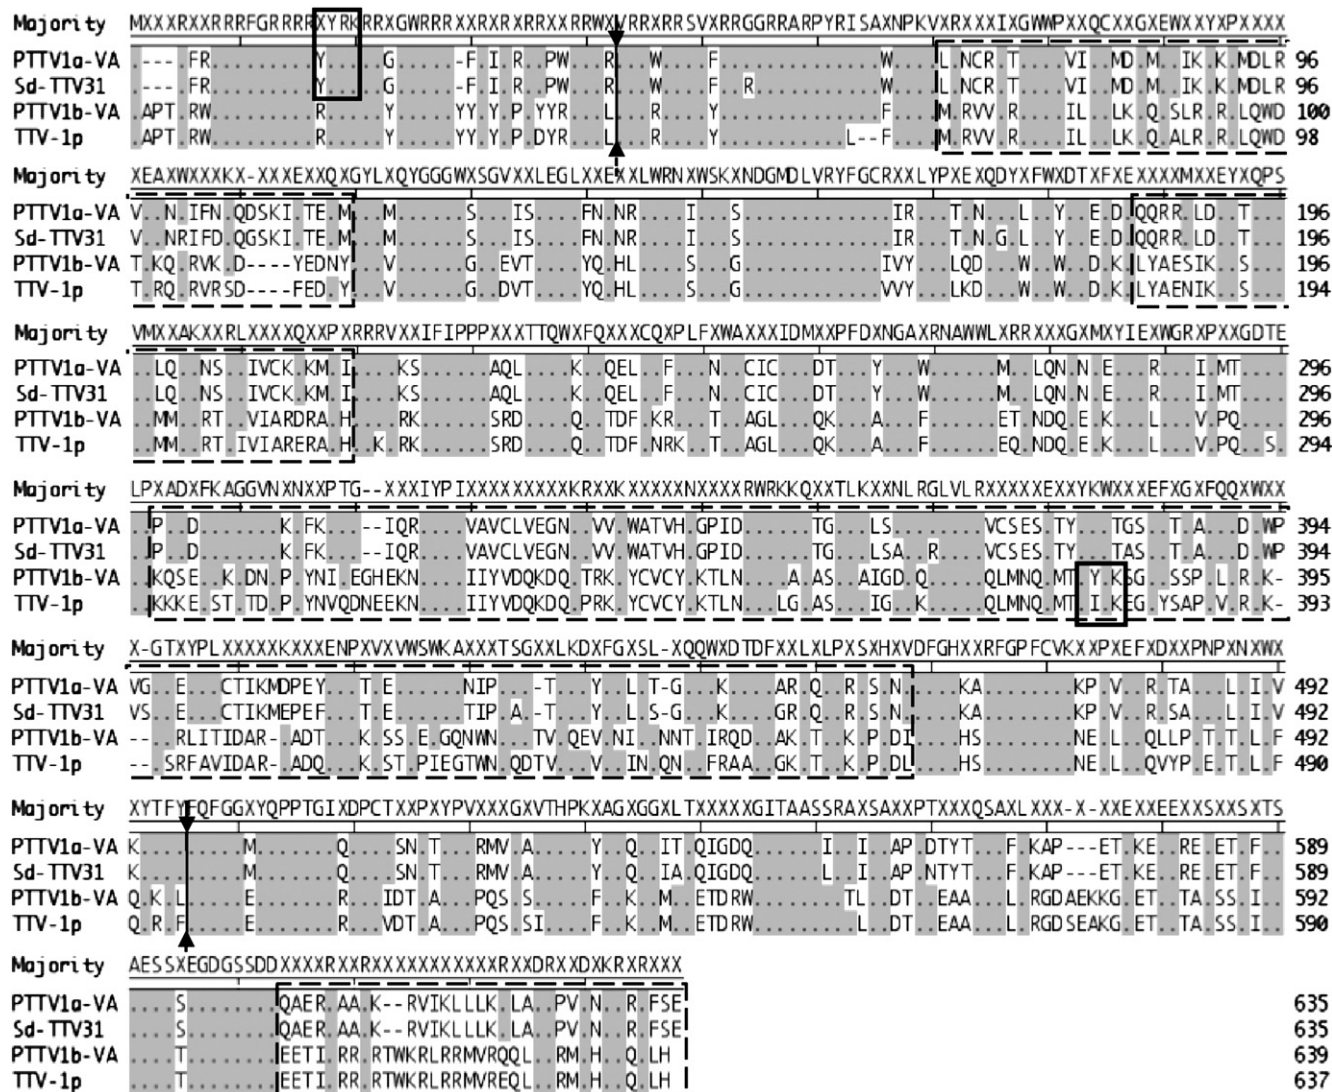 Majority MXXXRXXRRRFGRRRRXYRKRRXGWRRRXXRXRXRRXXRRWXVRRXRRSVXRRGGRRARPYRISAXNPKVXRXXXIXGWWPXXQCXXGXEWXXYXPXXXX
PTTV1a-VA .---.FR.........Y.....G.....-F.I.R..PW...R...W....F..............W....L.NCR.T....VI..MD.M..IK.K.MDLR 96
Sd-TTV31 .---.FR.........Y.....G.....-F.I.R..PW...R...W....F..R...........W....L.NCR.T....VI..MD.M..IK.K.MDLR 96
PTTV1b-VA .APT.RW.........R.....Y.....YY.Y.P.PYR...L...R....Y..............F....M.RVV.R....IL..LK.Q.SLR.R.LQWD 100
TTV-1p .APT.RW.........R.....Y.....YY.Y.P.DYR...L...R....Y...........L--F....M.RVV.R....IL..LK.Q.ALR.R.LQWD 98
Majority XEAXWXXXKX-XXXEXXQXGYLXQYGGGWXSGVXXLEGLXXEXXLWRNXWSKXNDGMDLVRYFGCRXXLYPXEXQDYXFWXDTXFXEXXXXMXXEYXQPS
PTTV1a-VA V..N.IFN.QDSKI.TE.M..M......S...IS....FN.NR....I...S.............IR...T.N...L..Y...E.D.QQRR.LD..T... 196
Sd-TTV31 V..NRIFD.QGSKI.TE.M..M......S...IS....FN.NR....I...S.............IR...T.N.G.L..Y...E.D.QQRR.LD..T... 196
PTTV1b-VA T.KQ.RVK.D----YEDNY..V......G..EVT....YQ.HL....S...G............IVY...LQD...W..W...D.K.LYAESIK..S... 196
TTV-1p T.RQ.RVRSD----FED.Y..V......G..DVT....YQ.HL....S...G............VVY...LKD...W..W...D.K.LYAENIK..S... 194
Majority VMXXAKXXRLXXXXQXXPXRRRVXXIFIPPPXXXTTQWXFQXXXCQXPLFXWAXXXIDMXXPFDXNGAXRNAWWLXRRXXXGXMXYIEXWGRXPXXGDTE
PTTV1a-VA ..LQ..NS..IVCK.KM.I....KS......AQL....K..QEL..F...N..CIC...DT...Y...W......M..LQN.N.E...R...I.MT.... 296
Sd-TTV31 ..LQ..NS..IVCK.KM.I....KS......AQL....K..QEL..F...N..CIC...DT...Y...W......M..LQN.N.E...R...I.MT.... 296
PTTV1b-VA ..MM..RT..VIARDRA.H....RK......SRD....Q..TDF.KR...T..AGL...QK...A...F......ET.NDQ.E.K...L...V.PQ.... 296
TTV-1p ..MM..RT.IVIARERA.H..K.RK......SRD....Q..TDF.NRK..T..AGL...QK...A...F......EQ.NDQ.E.K...L...V.PQ..S. 294
Majority LPXADXFKAGGVNXNXXPTG--XXXIYPIXXXXXXXXXKRXXKXXXXXNXXXXRWRKKQXXTLKXXNLRGLVLRXXXXXEXXYKWXXXEFXGXFQQXWXX
PTTV1a-VA ..P..D.......K.FK...--IQR....VAVCLVEGN..VV.WATVH.GPID......TG...LS........VCSES.TY...TGS..T.A...D.WP 394
Sd-TTV31 ..P..D.......K.FK...--IQR....VAVCLVEGN..VV.WATVH.GPID......TG...LSA..R....VCSES.TY...TAS..T.A...D.WP 394
PTTV1b-VA ..KQSE..K.DN.P.YNI.EGHEKN....IIYVDQKDQ.TRK.YCVCY.KTLN.....A.AS..AIGD.Q....QLMNQ.MT.Y.KSG..SSP.L.R.K- 395
TTV-1p ..KKKE.ST.TD.P.YNVQDNEEKN....IIYVDQKDQ.PRK.YCVCY.KTLN.....LG.AS...IG..K....QLMNQ.MT.I.KEG..YSAP.V.R.K- 393
Majority X-GTXYPLXXXXXKXXXENPXVXVWSWKAXXXTSGXXLKDXFGXSL-XQQWXDTDFXXLXLPXSXHXVDFGHXXRFGPFCVKXXPXEFXDXXPNPXNXWX
PTTV1a-VA VG..E...CTIKMDPEY...T.E......NIP...-T....Y..L.T-G...K.....AR.Q..R.S.N.....KA........KP.V..R.TA...L.I.V 492
Sd-TTV31 VS..E...CTIKMEPEF...T.E......TIP.A.-T....Y..L.S-G...K.....GR.Q..R.S.N.....KA........KP.V..R.SA...L.I.V 492
PTTV1b-VA --..RLITIDAR-.ADT...K.SS.E.GQNWN...TV.QEV.NI..NNT.IRQD..AK.T..K.P.DI....HS........NE.L..QLLP.T.T.L.F 492
TTV-1p --.SRFAVIDAR-.ADQ...K.ST.PIEGTWN.QDTV...V..IN.QN..FRAA..GK.T..K.P.DL....HS........NE.L..QVYP.E.T.L.F 490
Majority XYTFYFQFGGXYQPPTGIXDPCTXXPXYPVXXXGXVTHPKXAGXGGXLTXXXXXGITAASSRAXSAXXPTXXXQSAXLXXX-X-XXEXXEEXXSXXSXTS
PTTV1a-VA K.........M.......Q....SN.T...RMV.A.....Y..Q..IT.QIGDQ........I..I..AP.DTYT...F.KAP---ET.KE..RE.ET.F.. 589
Sd-TTV31 K.........M.......Q....SN.T...RMV.A.....Y..Q..IA.QIGDQ........L..I..AP.NTYT...F.KAP---ET.KE..RE.ET.F.. 589
PTTV1b-VA Q.K.L.....E.......R...IDT.A...PQS.S.....F..K..M..ETDRW..........TL..DT..EAA...L.RGDAEKKG.ET..TA.SS.I.. 592
TTV-1p Q.R.F.....E.......R...VDT.A...PQS.SI....F..K..M..ETDRW...........L..DT..EAA...L.RGDSEAKG.ET..TA.SS.I.. 590
Majority AESSXEGDGSSDDXXXXRXXRXXXXXXXXXXXXRXXDRXXDXKRXRXXX
PTTV1a-VA ....S........QAER.AA.K--RVIKLLLK.LA..PV.N..R.FSE 635
Sd-TTV31 ....S........QAER.AA.K--RVIKLLLK.LA..PV.N..R.FSE 635
PTTV1b-VA ....T........EETI.RR.RTWKRLRRMVRQQL..RM.H..Q.LH 639
TTV-1p ....T........EETI.RR.RTWKRLRRMVREQL..RM.H..Q.LH 637